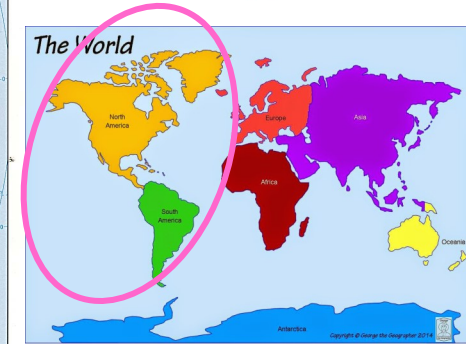 The World
North
America
Europe
Asia
Africa
South
America
Oceania
Antarctica
Copyright © George the Geographer 2014